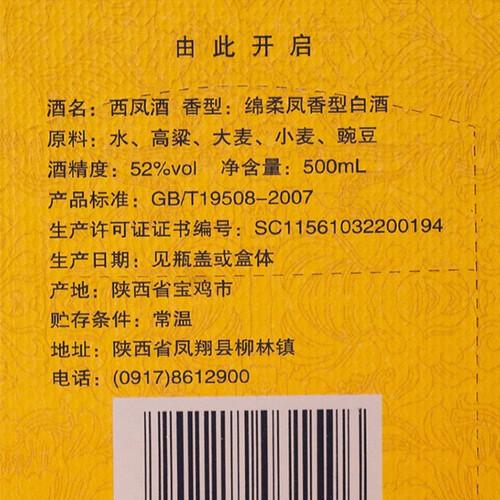 由此开启
酒名：西凤酒 香型：绵柔凤香型白酒
原料：水、高粱、大麦、小麦、豌豆
酒精度：52%vol 净含量：500mL
产品标准：GB/T19508-2007
生产许可证证书编号：SC11561032200194
生产日期：见瓶盖或盒体
产地：陕西省宝鸡市
贮存条件：常温
地址：陕西省凤翔县柳林镇
电话：(0917)8612900